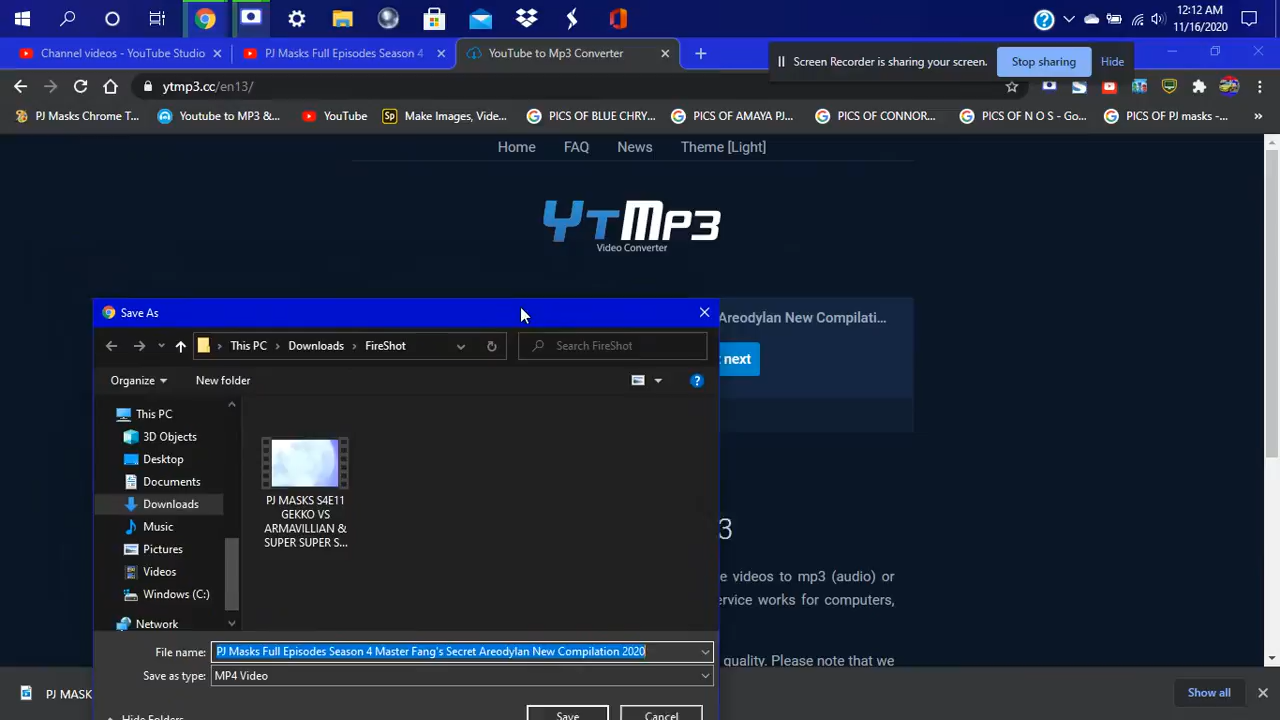 12:12 AM
11/16/2020
Channel videos - YouTube Studio
PJ Masks Full Episodes Season 4
YouTube to Mp3 Converter
Screen Recorder is sharing your screen.
Stop sharing
Hide
ytmp3.cc/en13/
PJ Masks Chrome T...
Youtube to MP3 &...
YouTube
Sp Make Images, Vide...
PICS OF BLUE CHRY...
PICS OF AMAYA PJ...
PICS OF CONNOR...
PICS OF N O S - Go...
PICS OF PJ masks -...
Home
FAQ
News
Theme [Light]
YTMP3
Video Converter
Save As
Areodylan New Compilati...
This PC > Downloads > FireShot
Search FireShot
t next
Organize
New folder
This PC
3D Objects
Desktop
Documents
Downloads
Music
Pictures
Videos
Windows (C:)
Network
PJ MASKS S4E11
GEKKO VS
ARMAVILLIAN &
SUPER SUPER S...
3
e videos to mp3 (audio) or
ervice works for computers,
quality. Please note that we
File name: PJ Masks Full Episodes Season 4 Master Fang's Secret Areodylan New Compilation 2020
Save as type: MP4 Video
PJ MASK
Show all
Hide Folders
Save
Cancel